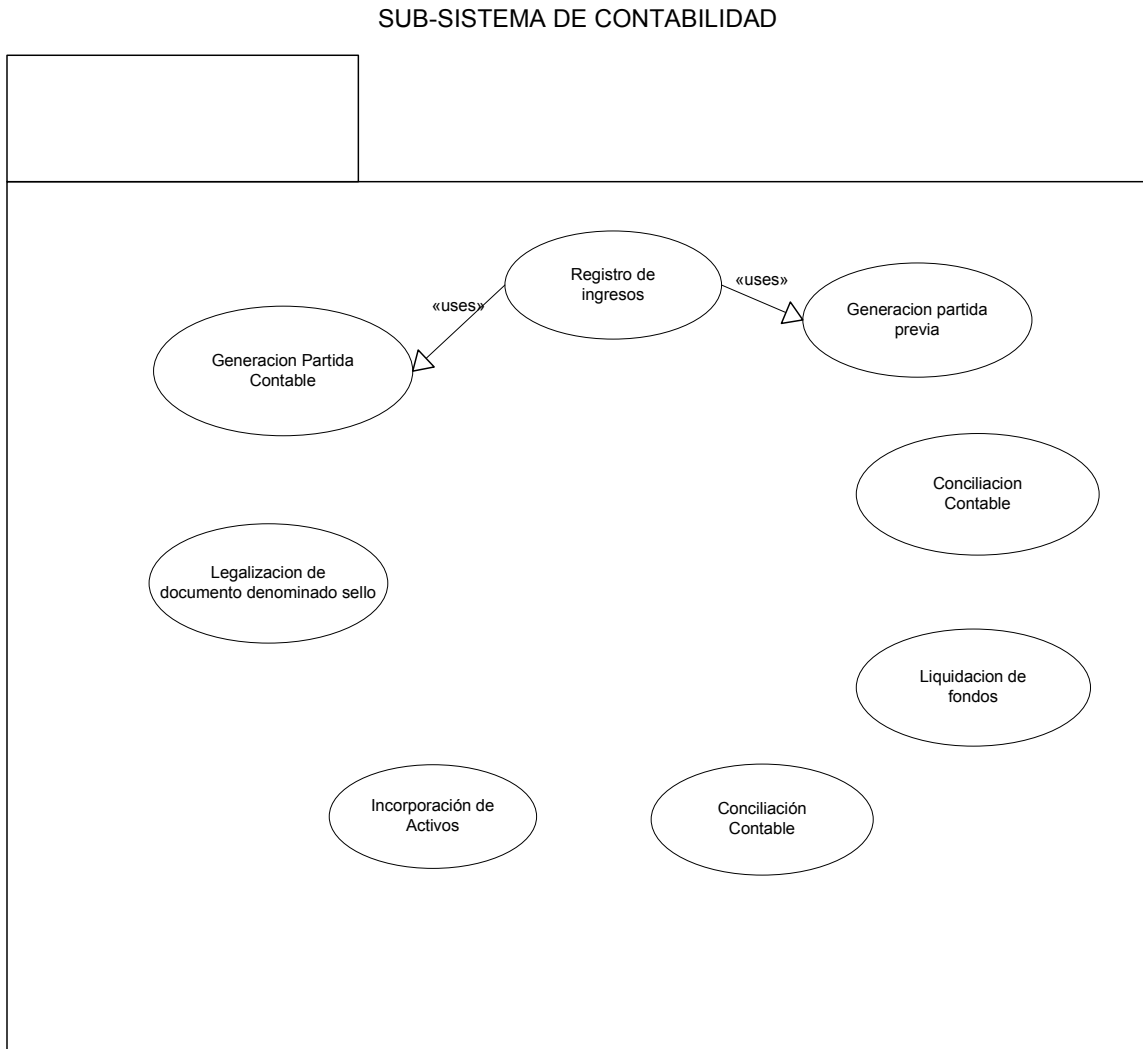 SUB-SISTEMA DE CONTABILIDAD
Registro de
ingresos
«uses»
«uses»
Generacion partida
previa
Generacion Partida
Contable
Conciliacion
Contable
Legalizacion de
documento denominado sello
Liquidacion de
fondos
Incorporación de
Activos
Conciliación
Contable